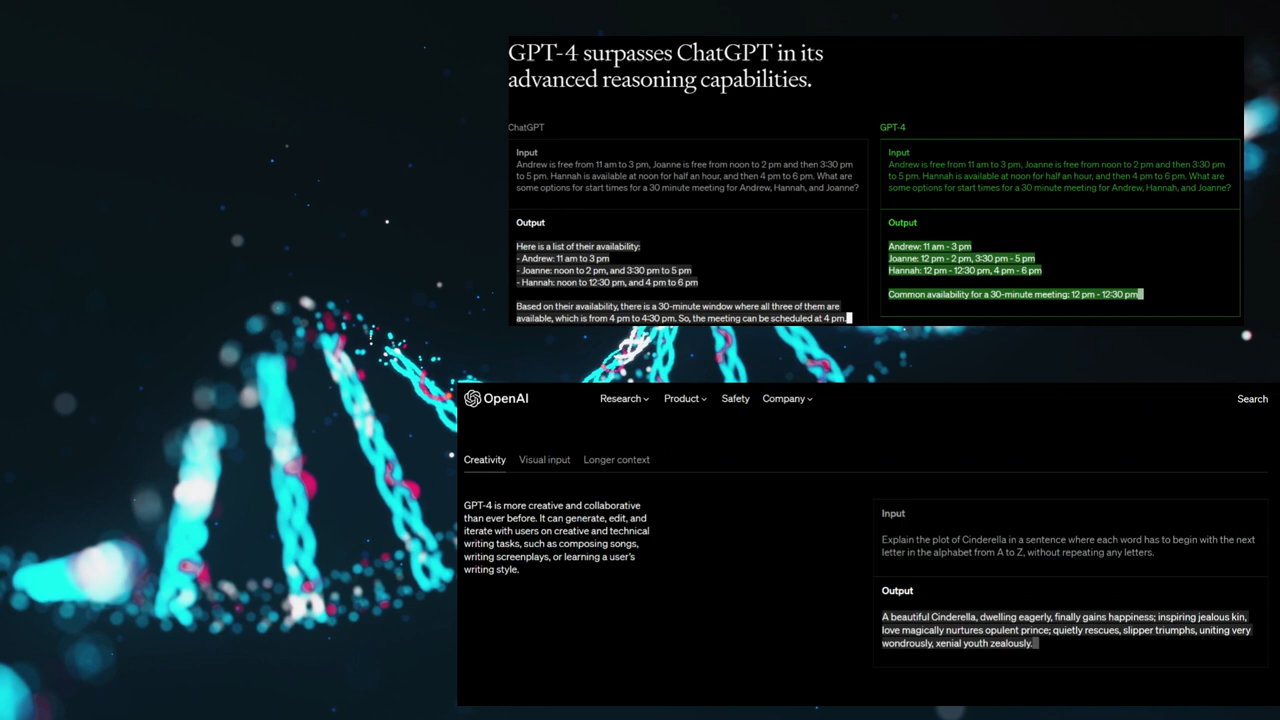 GPT-4 surpasses ChatGPT in its
advanced reasoning capabilities.
ChatGPT
Input
Andrew is free from 11 am to 3 pm, Joanne is free from noon to 2 pm and then 3:30 pm
to 5 pm. Hannah is available at noon for half an hour, and then 4 pm to 6 pm. What are
some options for start times for a 30 minute meeting for Andrew, Hannah, and Joanne?
Output
Here is a list of their availability:
- Andrew: 11 am to 3 pm
- Joanne: noon to 2 pm, and 3:30 pm to 5 pm
- Hannah: noon to 12:30 pm, and 4 pm to 6 pm
Based on their availability, there is a 30-minute window where all three of them are
available, which is from 4 pm to 4:30 pm. So, the meeting can be scheduled at 4 pm.
GPT-4
Input
Andrew is free from 11 am to 3 pm, Joanne is free from noon to 2 pm and then 3:30 pm
to 5 pm. Hannah is available at noon for half an hour, and then 4 pm to 6 pm. What are
some options for start times for a 30 minute meeting for Andrew, Hannah, and Joanne?
Output
Andrew: 11 am - 3 pm
Joanne: 12 pm - 2 pm, 3:30 pm - 5 pm
Hannah: 12 pm - 12:30 pm, 4 pm - 6 pm
Common availability for a 30-minute meeting: 12 pm - 12:30 pm
OpenAI Research Product Safety Company Search
Creativity Visual input Longer context
GPT-4 is more creative and collaborative
than ever before. It can generate, edit, and
iterate with users on creative and technical
writing tasks, such as composing songs,
writing screenplays, or learning a user's
writing style.
Input
Explain the plot of Cinderella in a sentence where each word has to begin with the next
letter in the alphabet from A to Z, without repeating any letters.
Output
A beautiful Cinderella, dwelling eagerly, finally gains happiness; inspiring jealous kin,
love magically nurtures opulent prince; quietly rescues, slipper triumphs, uniting very
wondrously, xenial youth zealously.